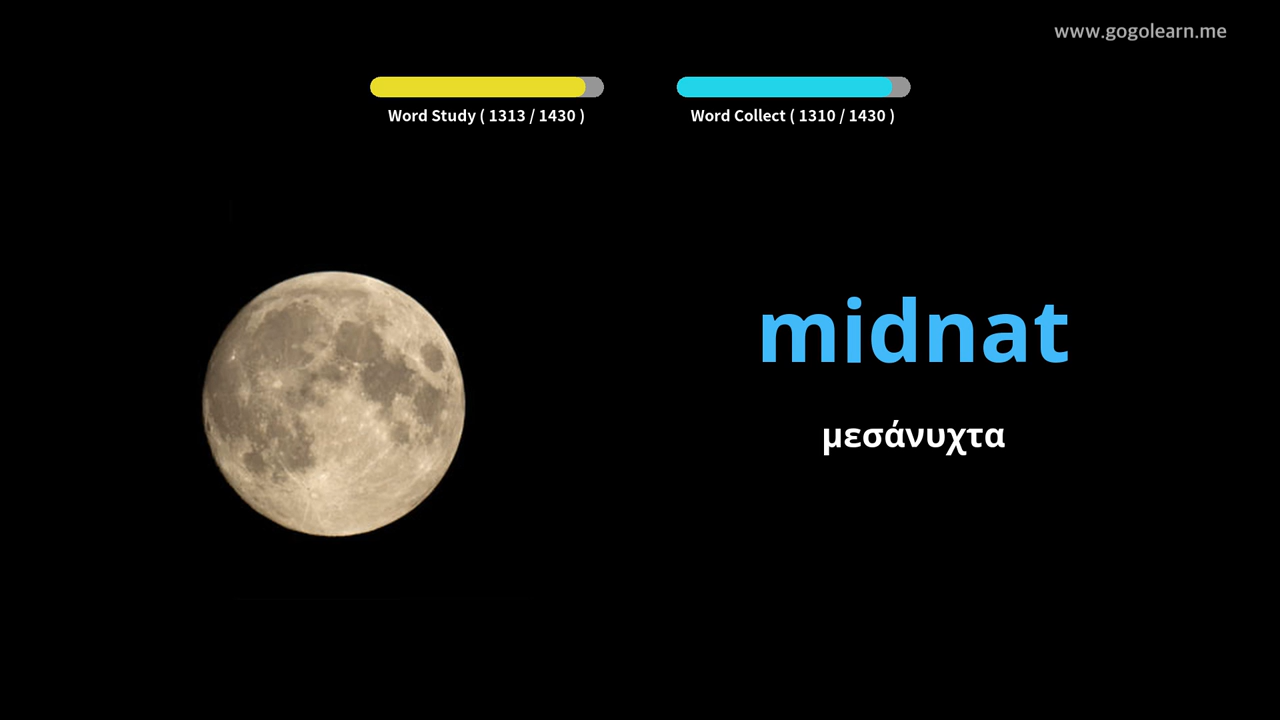 www.gogolearn.me
Word Study ( 1313 / 1430 )
Word Collect ( 1310 / 1430 )
midnat
μεσάνυχτα